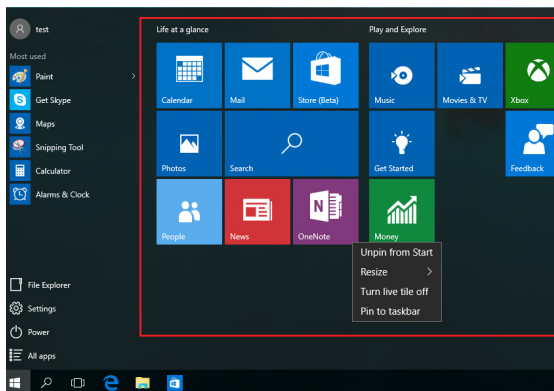 test
Most used
Paint
Get Skype
Maps
Snipping Tool
Calculator
Alarms & Clock
File Explorer
Settings
Power
All apps
Life at a glance
Calendar
Mail
Store (Beta)
Photos
Search
People
News
OneNote
Play and Explore
Music
Movies & TV
Xbox
Get Started
Feedback
Money
Unpin from Start
Resize
Turn live tile off
Pin to taskbar